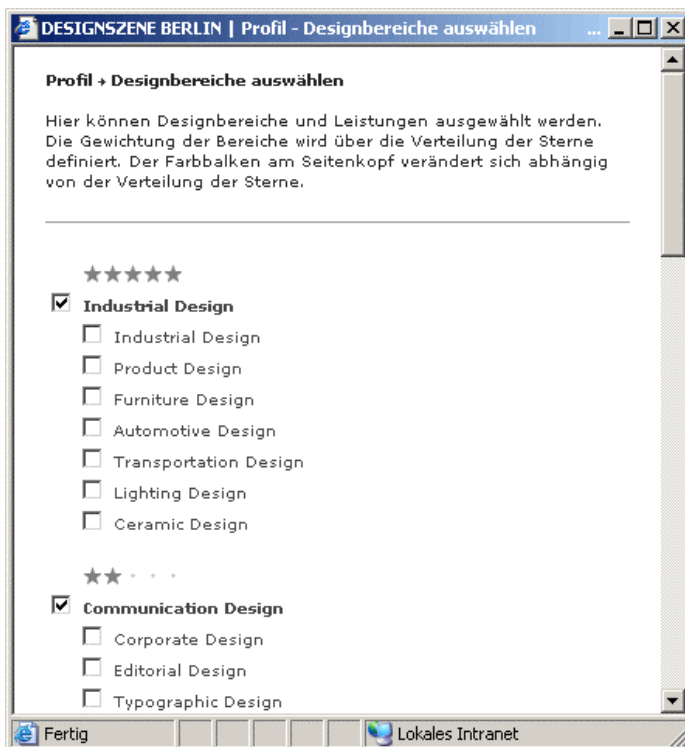 DESIGNSZENE BERLIN | Profil - Designbereiche auswählen ...
Profil → Designbereiche auswählen
Hier können Designbereiche und Leistungen ausgewählt werden.
Die Gewichtung der Bereiche wird über die Verteilung der Sterne
definiert. Der Farbbalken am Seitenkopf verändert sich abhängig
von der Verteilung der Sterne.
Industrial Design
Industrial Design
Product Design
Furniture Design
Automotive Design
Transportation Design
Lighting Design
Ceramic Design
Communication Design
Corporate Design
Editorial Design
Typographic Design
Fertig
Lokales Intranet